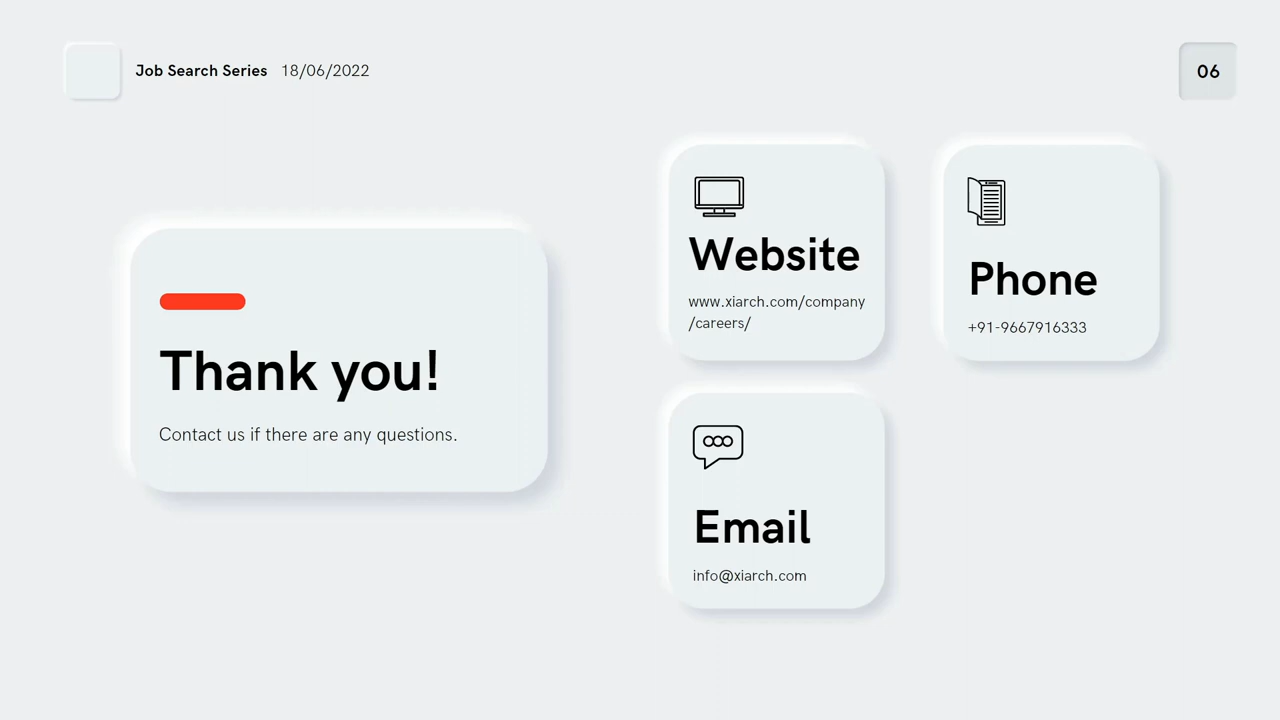 Job Search Series 18/06/2022
06
Thank you!
Contact us if there are any questions.
Website
www.xiarch.com/company
/careers/
Phone
+91-9667916333
Email
info@xiarch.com